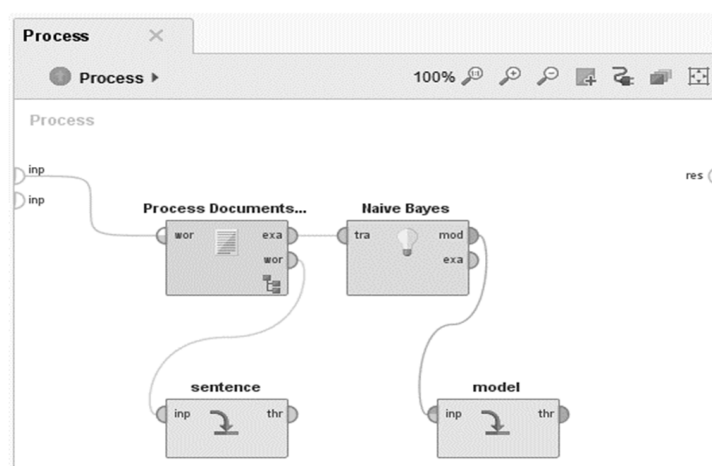 Process
Process
100%
Process
inp
inp
res
Process Documents...
wor
exa
wor
Naive Bayes
tra
mod
exa
sentence
inp
thr
model
inp
thr